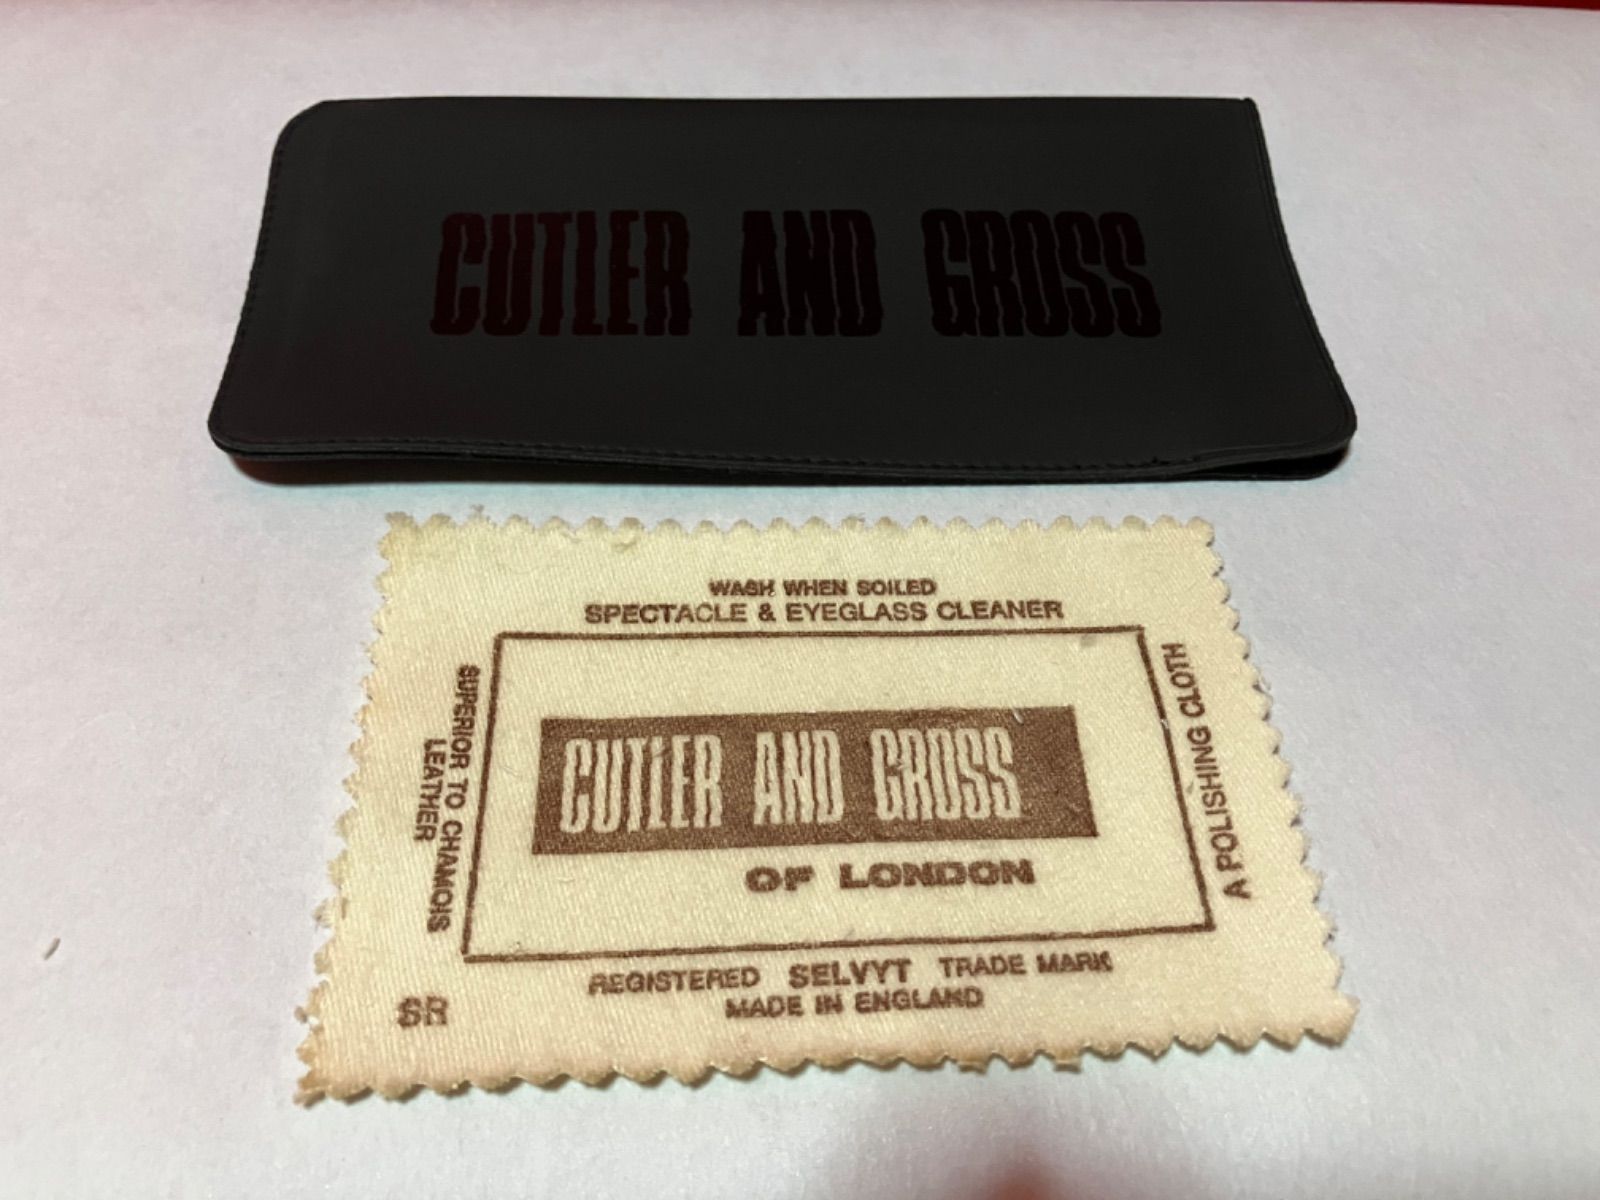 CUTLER AND GROSS
WASH WHEN SOILED
SPECTACLE & EYEGLASS CLEANER
SUPERIOR TO CHAMOIS
LEATHER
CUTLER AND GROSS
OF LONDON
A POLISHING CLOTH
REGISTERED SELVYT TRADE MARK
MADE IN ENGLAND
SR